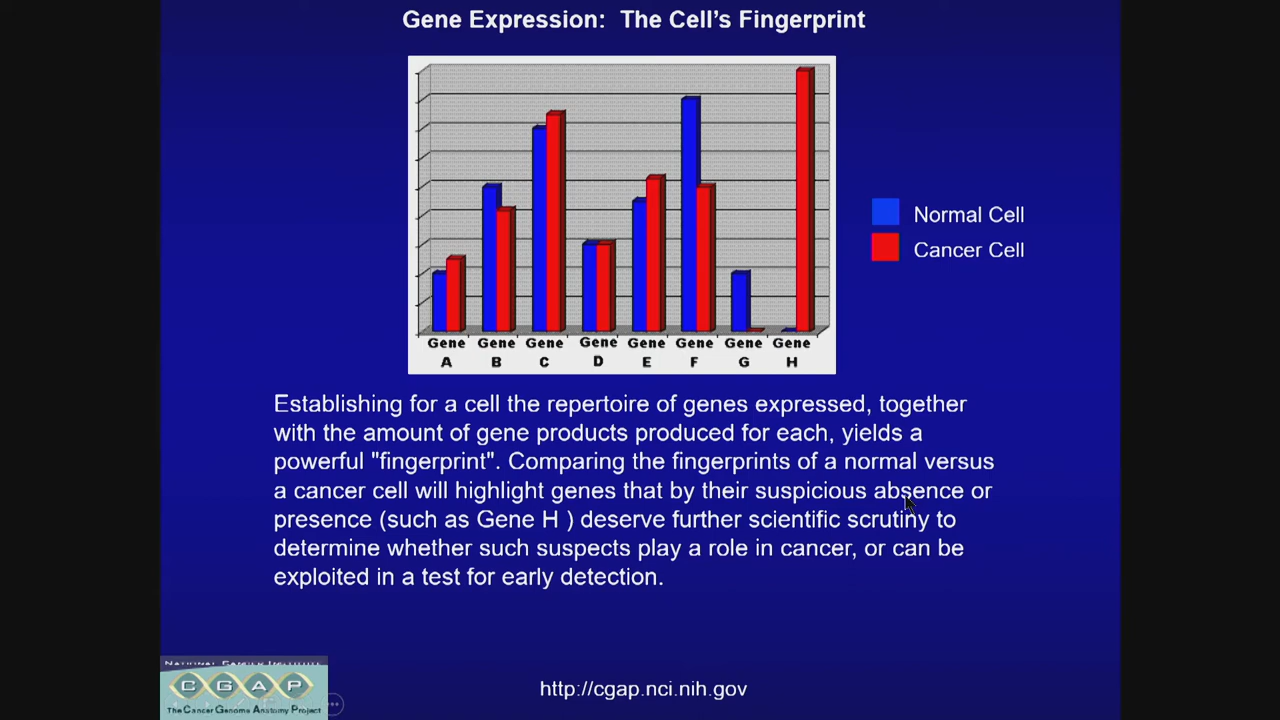 Gene Expression: The Cell's Fingerprint
Normal Cell
Cancer Cell
Gene Gene Gene Gene Gene Gene Gene Gene
A B C D E F G H
Establishing for a cell the repertoire of genes expressed, together
with the amount of gene products produced for each, yields a
powerful "fingerprint". Comparing the fingerprints of a normal versus
a cancer cell will highlight genes that by their suspicious absence or
presence (such as Gene H ) deserve further scientific scrutiny to
determine whether such suspects play a role in cancer, or can be
exploited in a test for early detection.
NATIONAL CANCER INSTITUTE
C G A P
The Cancer Genome Anatomy Project
http://cgap.nci.nih.gov